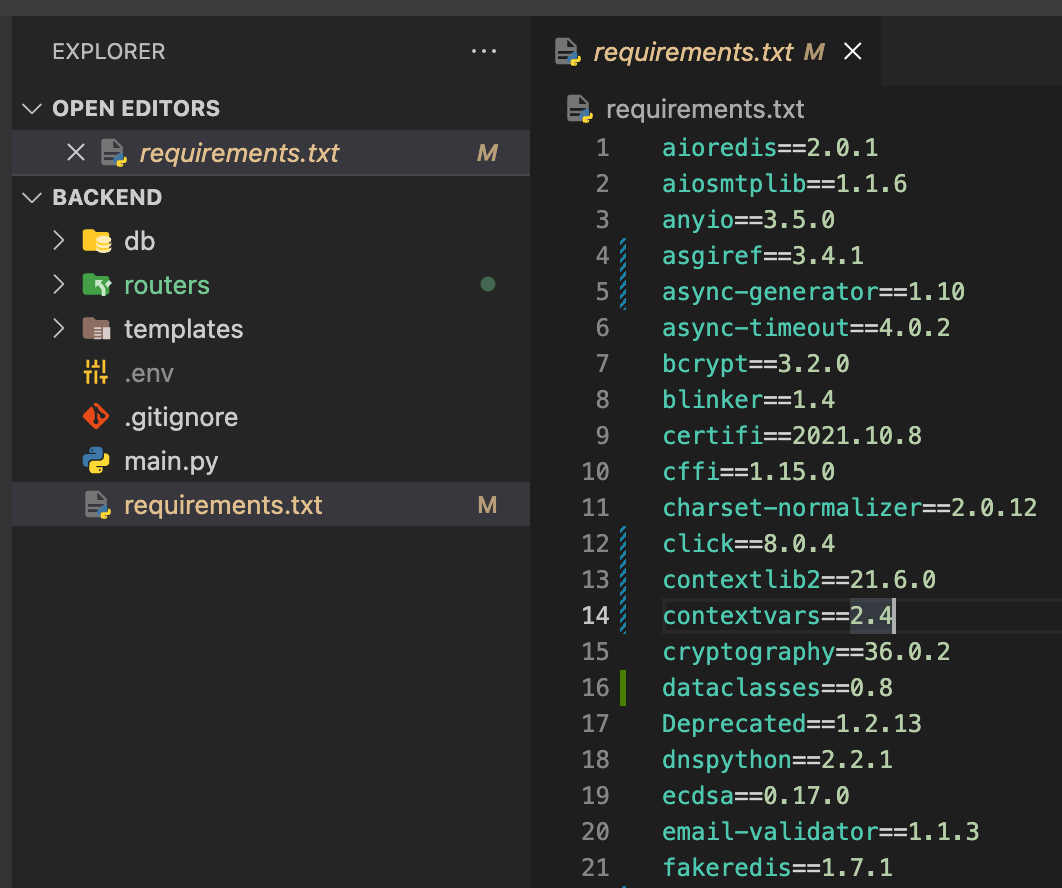 EXPLORER ...
OPEN EDITORS
requirements.txt M
BACKEND
db
routers
templates
.env
.gitignore
main.py
requirements.txt M
requirements.txt M
requirements.txt
1 aioredis==2.0.1
2 aiosmtplib==1.1.6
3 anyio==3.5.0
4 asgiref==3.4.1
5 async-generator==1.10
6 async-timeout==4.0.2
7 bcrypt==3.2.0
8 blinker==1.4
9 certifi==2021.10.8
10 cffi==1.15.0
11 charset-normalizer==2.0.12
12 click==8.0.4
13 contextlib2==21.6.0
14 contextvars==2.4
15 cryptography==36.0.2
16 dataclasses==0.8
17 Deprecated==1.2.13
18 dnspython==2.2.1
19 ecdsa==0.17.0
20 email-validator==1.1.3
21 fakeredis==1.7.1